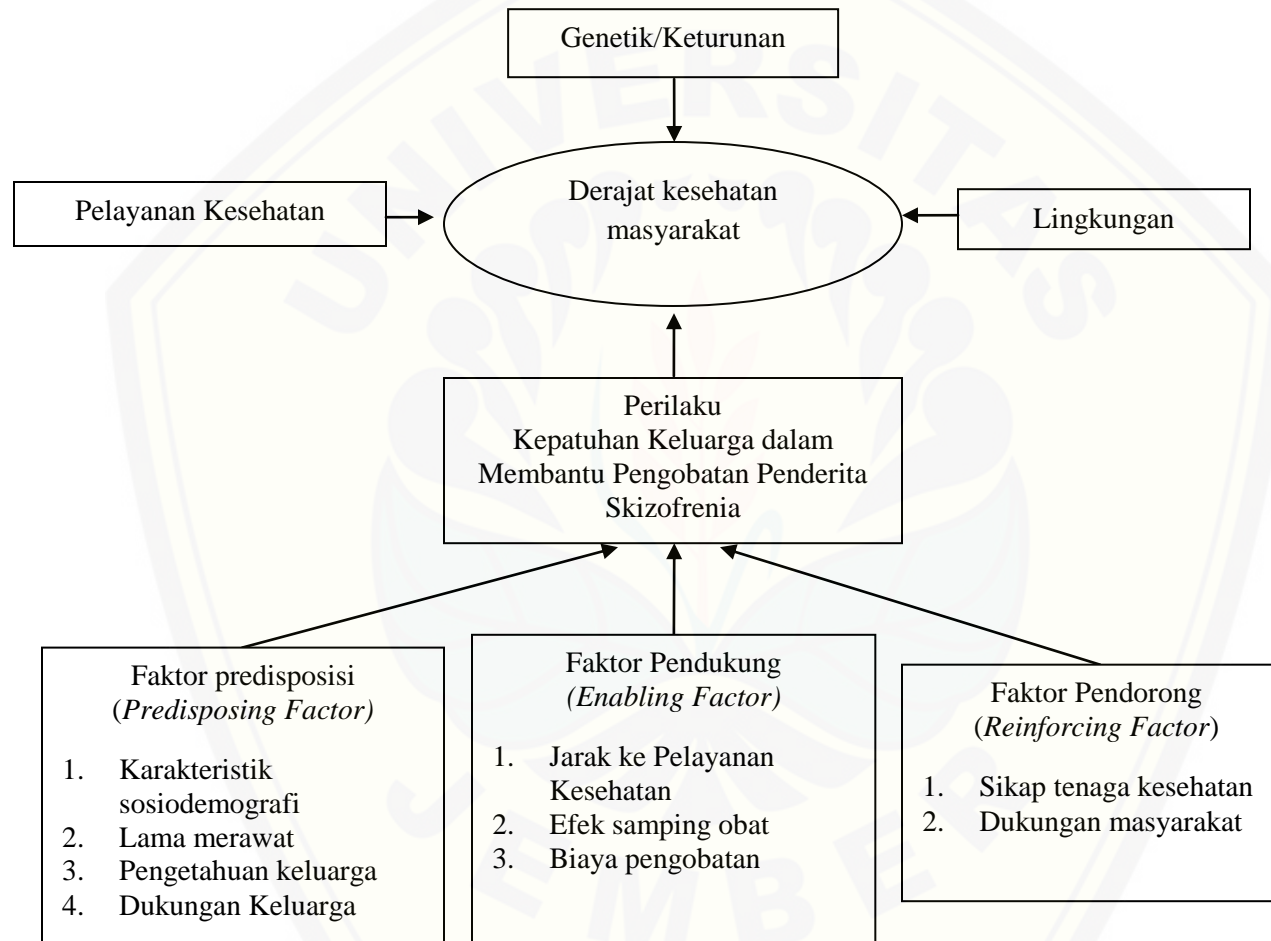 Genetik/Keturunan
Derajat kesehatan
masyarakat
Pelayanan Kesehatan
Lingkungan
Perilaku
Kepatuhan Keluarga dalam
Membantu Pengobatan Penderita
Skizofrenia
Faktor predisposisi
(Predisposing Factor)
1. Karakteristik
sosiodemografi
2. Lama merawat
3. Pengetahuan keluarga
4. Dukungan Keluarga
Faktor Pendukung
(Enabling Factor)
1. Jarak ke Pelayanan
Kesehatan
2. Efek samping obat
3. Biaya pengobatan
Faktor Pendorong
(Reinforcing Factor)
1. Sikap tenaga kesehatan
2. Dukungan masyarakat
UNIVERSITAS
JEMBER